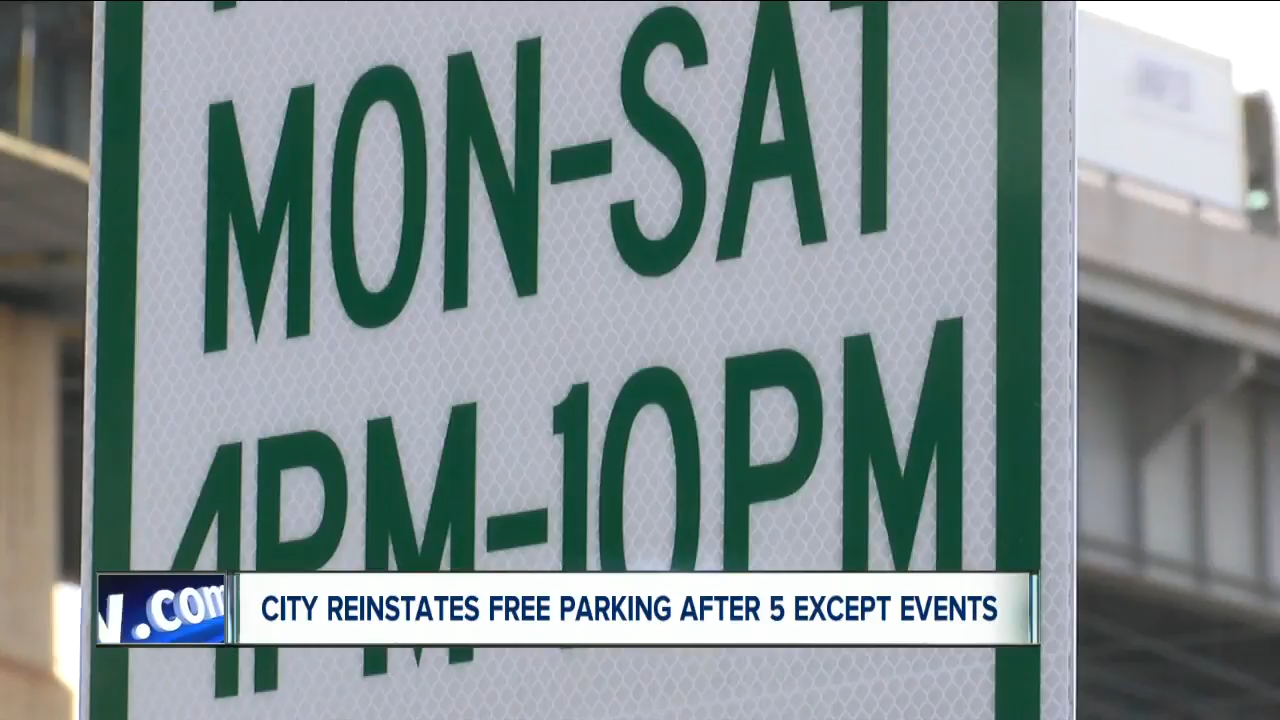 MON-SAT
4PM-10PM
V.com
CITY REINSTATES FREE PARKING AFTER 5 EXCEPT EVENTS